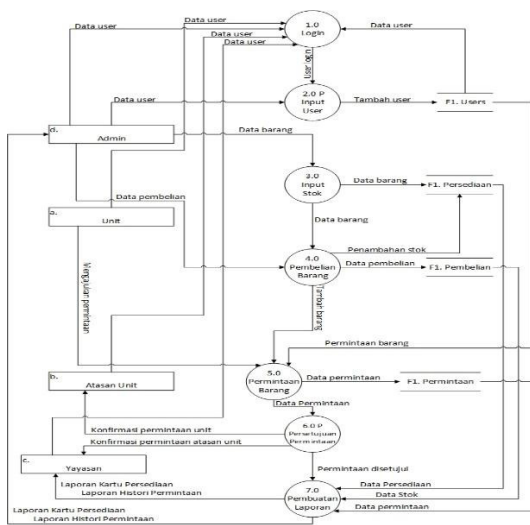 Data user
Data user
Data user
Data user
Data user
1.0
Login
Data user
Data user
2.0 P
Input
User
Tambah user
F1. Users
d.
Admin
Data barang
3.0
Input
Stok
Data barang
F1. Persediaan
Data pembelian
a.
Unit
Data barang
Penambahan stok
4.0
Pembelian
Barang
Data pembelian
F1. Pembelian
Mengajukan permintaan
Tambah barang
Permintaan barang
5.0
Permintaan
Barang
Data permintaan
F1. Permintaan
b.
Atasan Unit
Data Permintaan
Konfirmasi permintaan unit
Konfirmasi permintaan atasan unit
6.0 P
Persetujuan
Permintaan
c.
Yayasan
Permintaan disetujui
Laporan Kartu Persediaan
Laporan Histori Permintaan
7.0
Pembuatan
Laporan
Data Persediaan
Data Stok
Data permintaan
Laporan Kartu Persediaan
Laporan Histori Permintaan